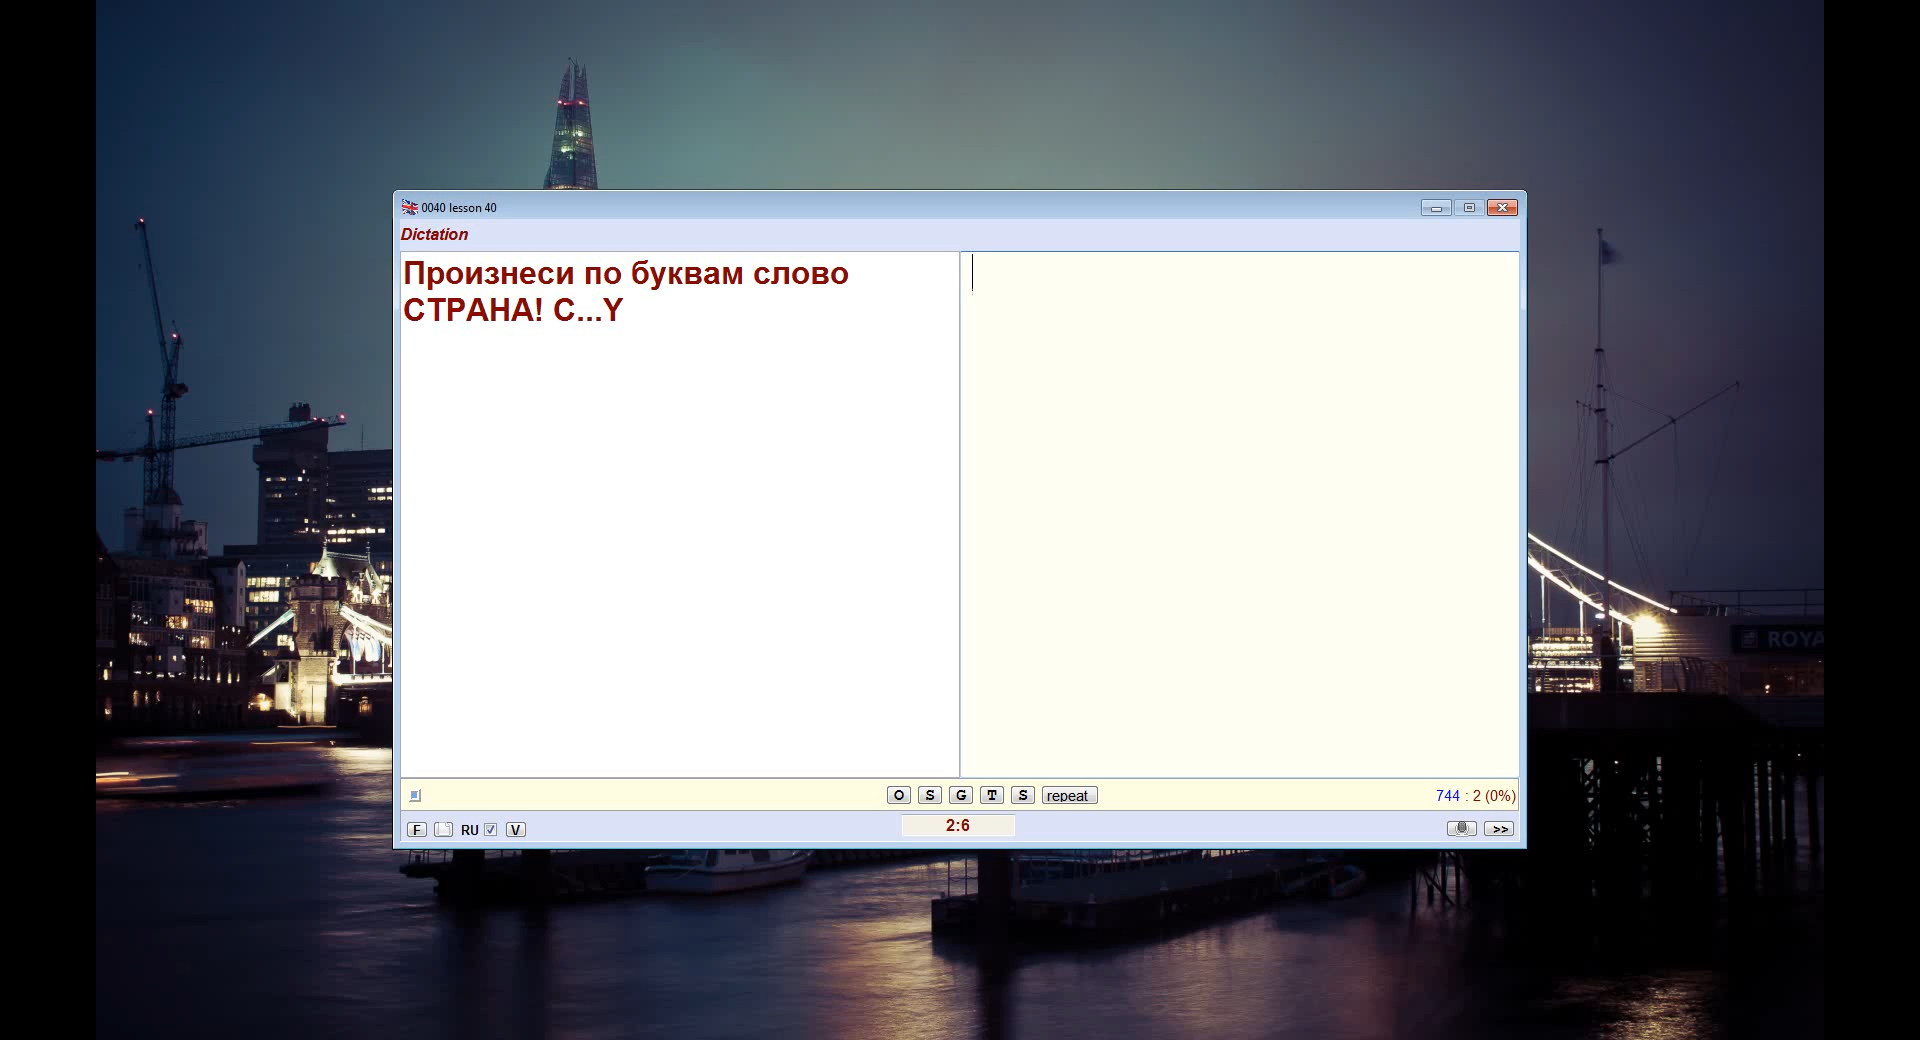 0040 lesson 40
Dictation
Произнеси по буквам слово
СТРАНА! C...Y
O S G T S repeat
744 : 2 (0%)
F RU V
2:6
>>
ROYA